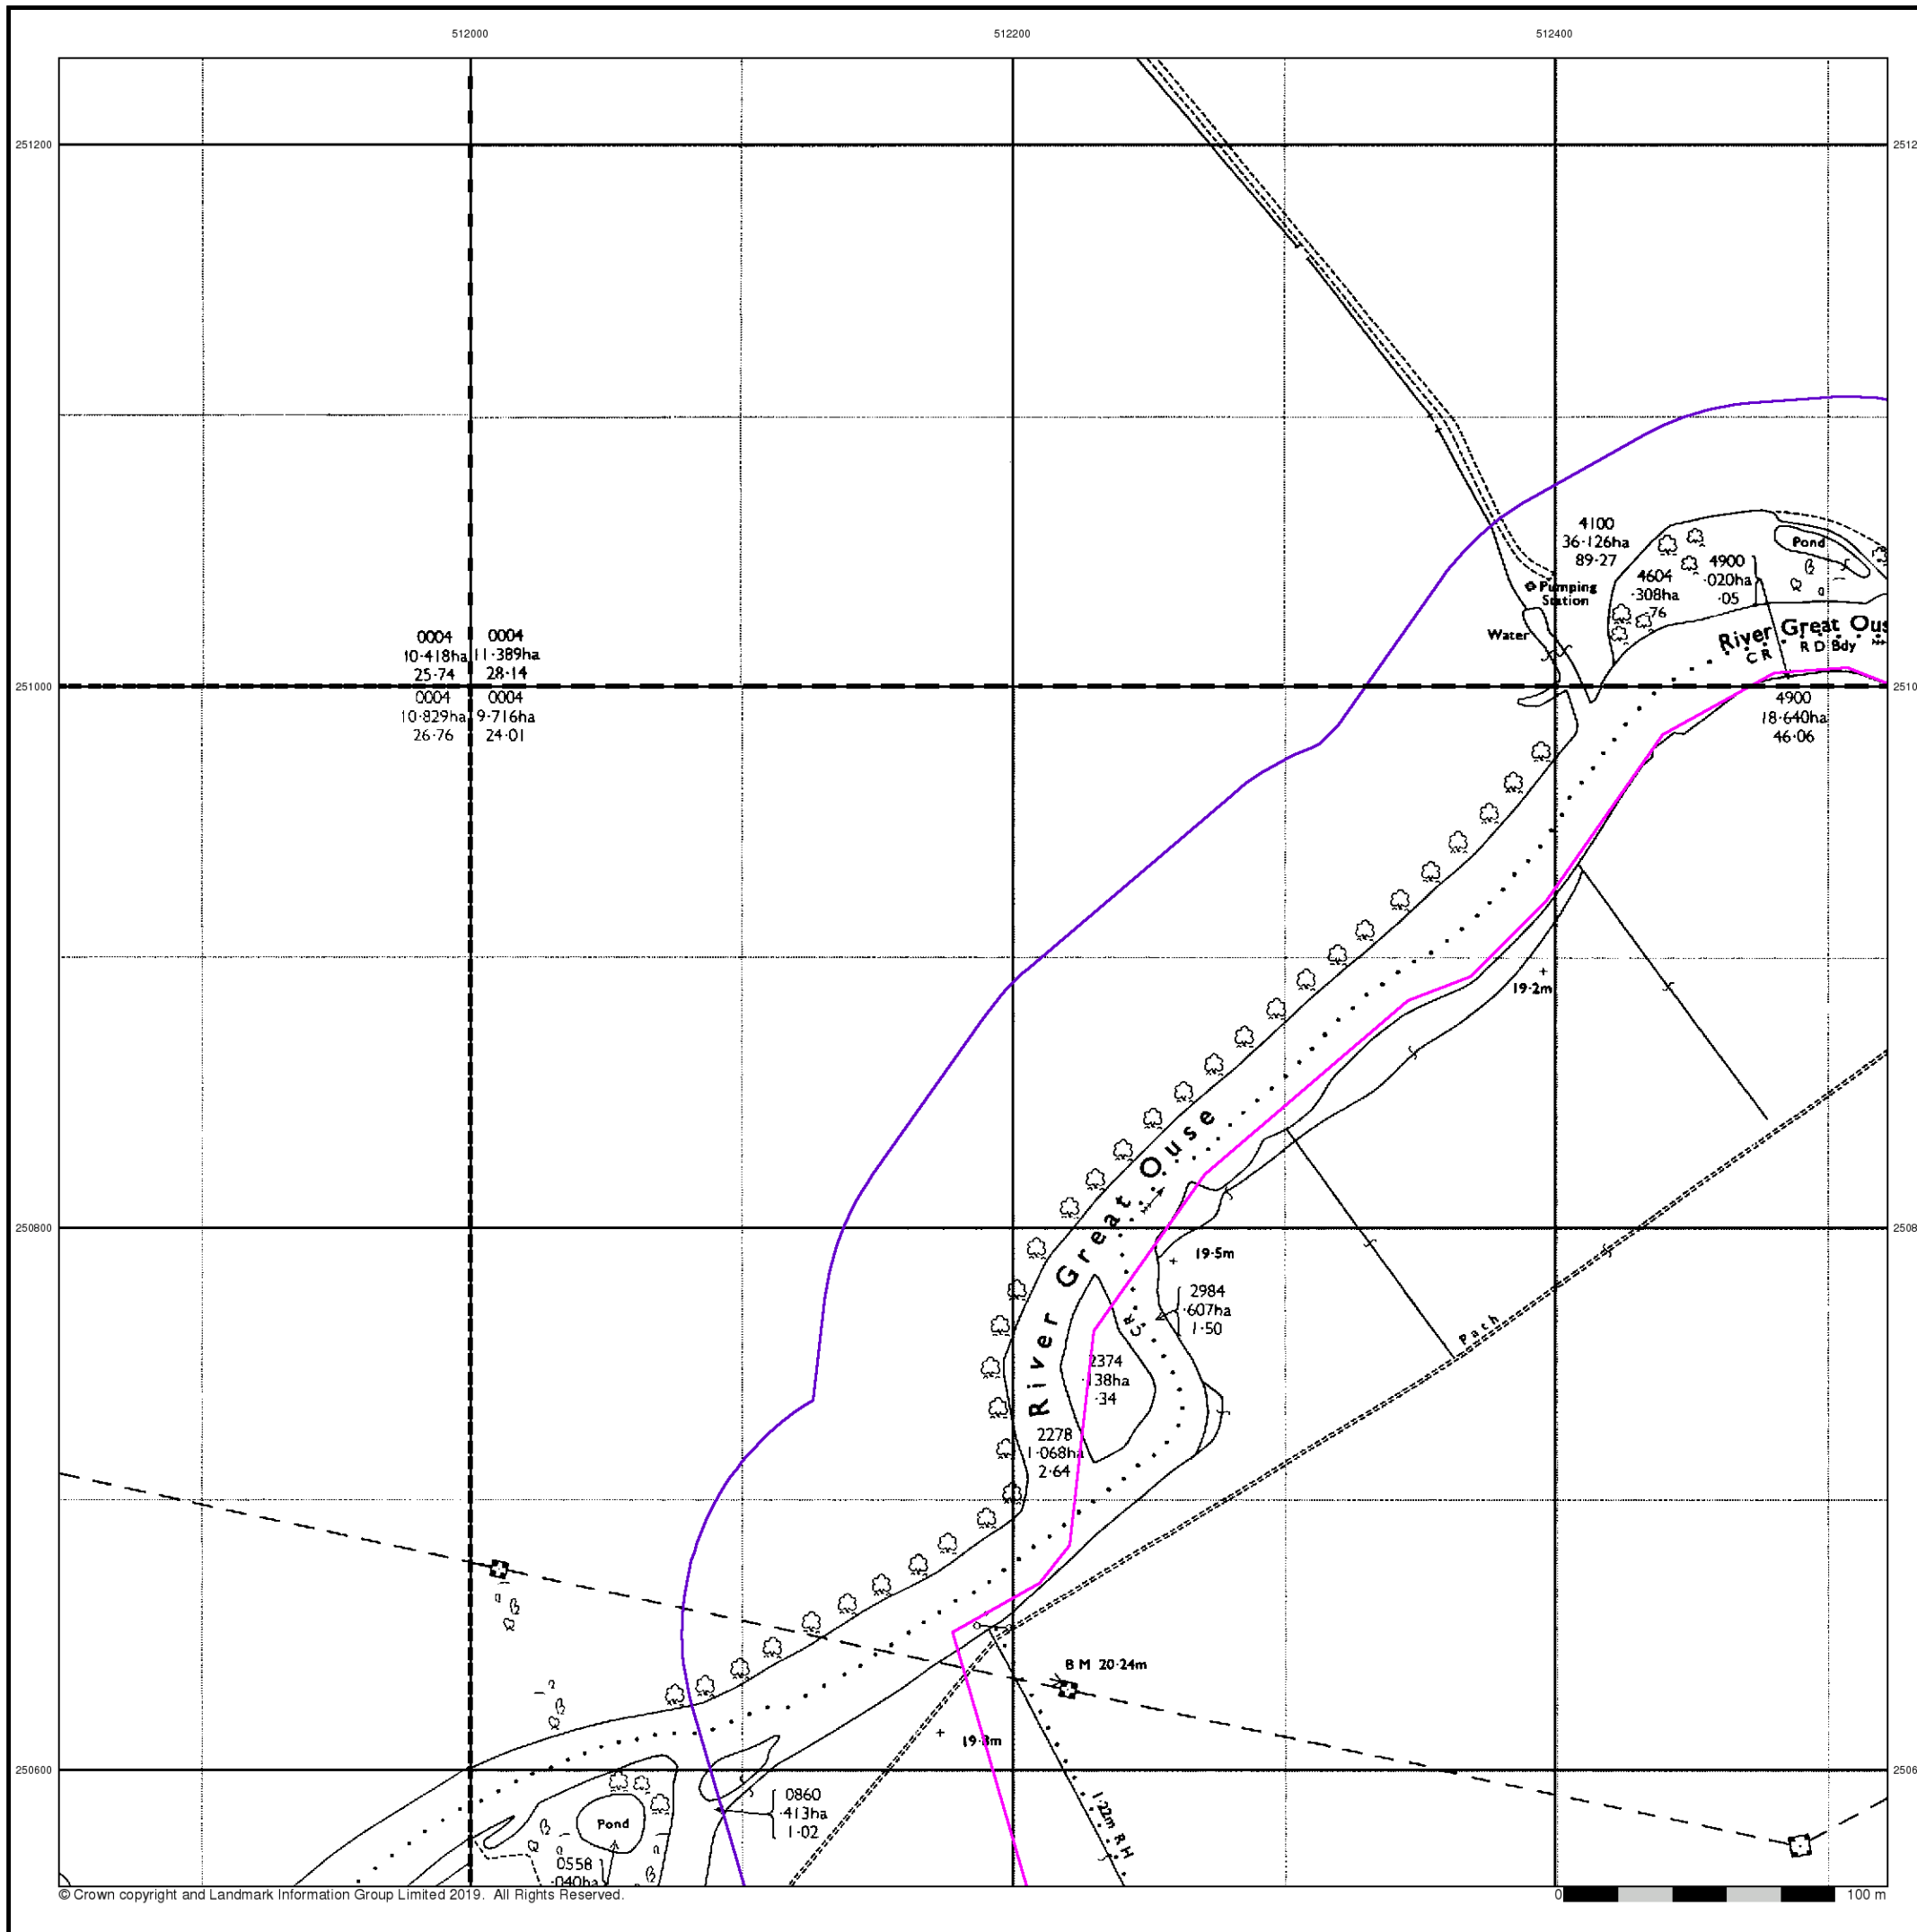 512000
512200
512400
251200
2512
4100
36·126ha
89·27
Pond
4900
·020ha
·05
4604
·308ha
·76
Pumping
Station
Water
River Great Ous
C R
R D Bdy
0004
10·418ha
25·74
0004
11·389ha
28·14
251000
2510
0004
10·829ha
26·76
0004
9·716ha
24·01
4900
18·640ha
46·06
19·2m
River Great Ouse
250800
2508
19·5m
2984
·607ha
1·50
CR
Path
2374
·138ha
·34
2278
1·068ha
2·64
B M 20·24m
19·8m
250600
2506
1·22m R H
0860
·413ha
1·02
Pond
0558
·040ha
© Crown copyright and Landmark Information Group Limited 2019. All Rights Reserved.
0
100 m